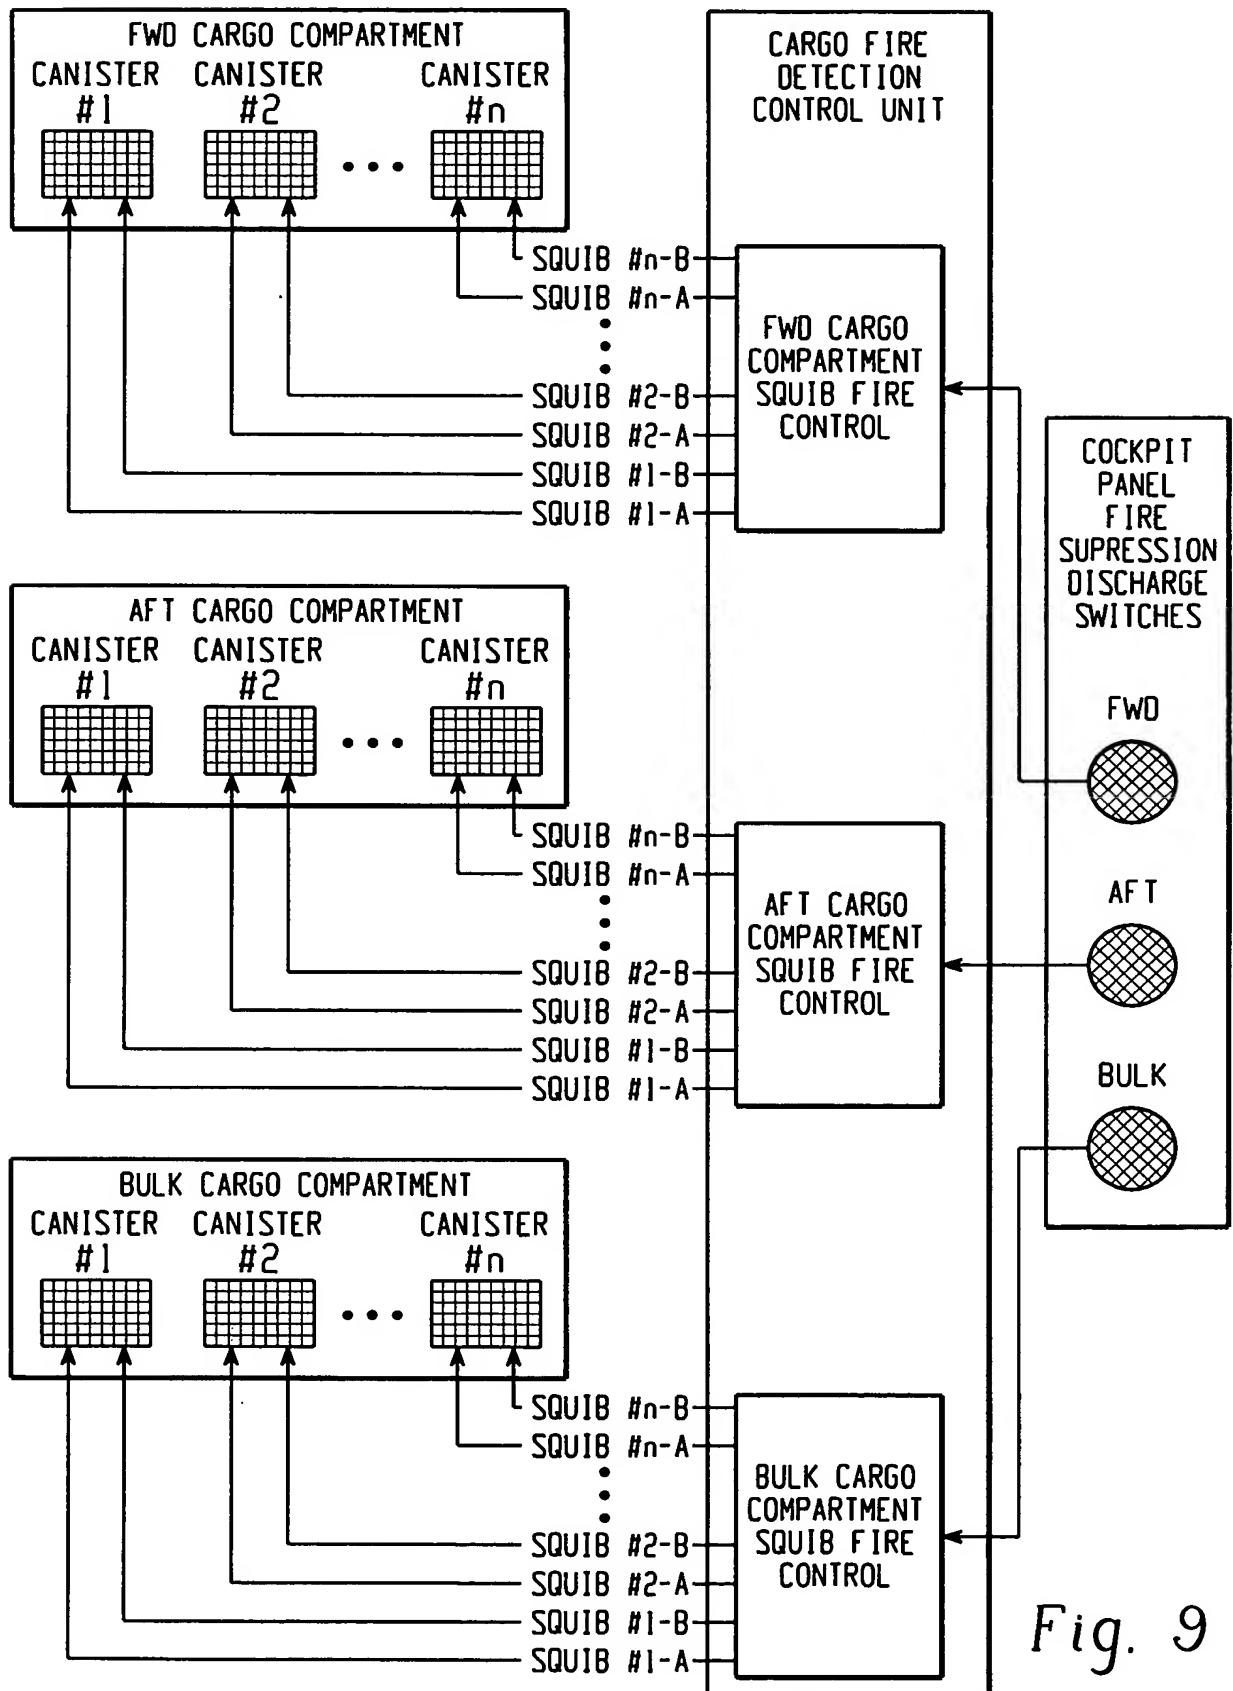 FWD CARGO COMPARTMENT
CANISTER CANISTER CANISTER
#1 #2 #n
SQUIB #n-B
SQUIB #n-A
SQUIB #2-B
SQUIB #2-A
SQUIB #1-B
SQUIB #1-A
AFT CARGO COMPARTMENT
CANISTER CANISTER CANISTER
#1 #2 #n
SQUIB #n-B
SQUIB #n-A
SQUIB #2-B
SQUIB #2-A
SQUIB #1-B
SQUIB #1-A
BULK CARGO COMPARTMENT
CANISTER CANISTER CANISTER
#1 #2 #n
SQUIB #n-B
SQUIB #n-A
SQUIB #2-B
SQUIB #2-A
SQUIB #1-B
SQUIB #1-A
CARGO FIRE
DETECTION
CONTROL UNIT
FWD CARGO
COMPARTMENT
SQUIB FIRE
CONTROL
AFT CARGO
COMPARTMENT
SQUIB FIRE
CONTROL
BULK CARGO
COMPARTMENT
SQUIB FIRE
CONTROL
COCKPIT
PANEL
FIRE
SUPRESSION
DISCHARGE
SWITCHES
FWD
AFT
BULK
Fig. 9